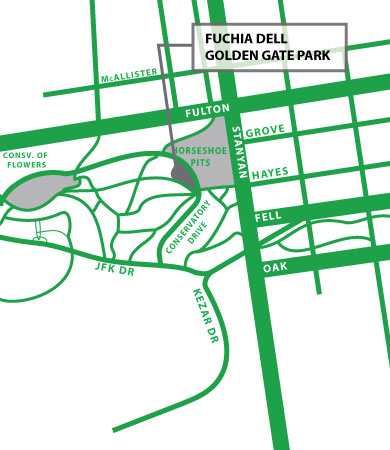 FUCHIA DELL
GOLDEN GATE PARK
McALLISTER
FULTON
STANYAN
GROVE
HORSESHOE
PITS
CONSV. OF
FLOWERS
HAYES
CONSERVATORY
DRIVE
FELL
JFK DR
OAK
KEZAR DR